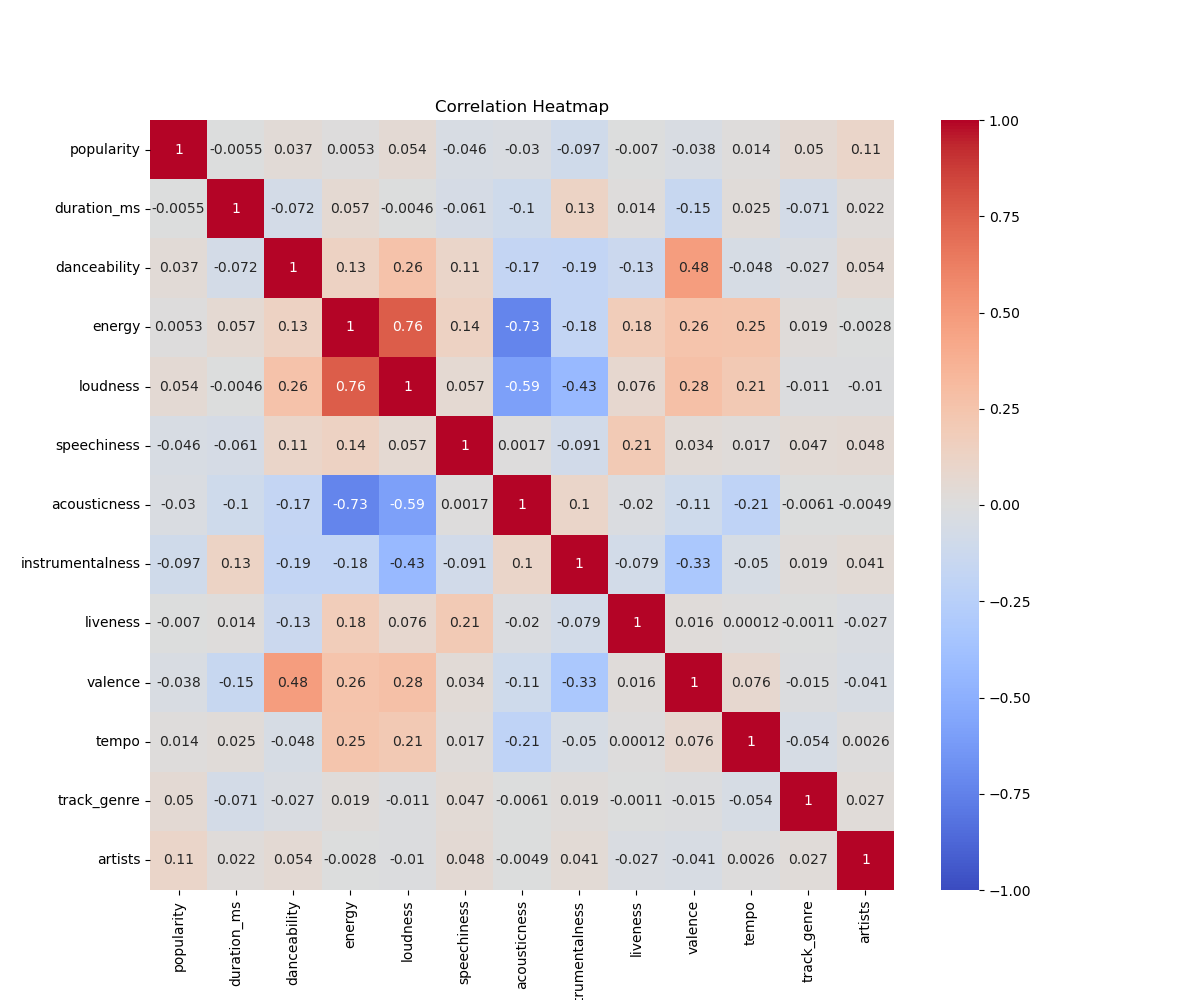 Correlation Heatmap
popularity 1 -0.0055 0.037 0.0053 0.054 -0.046 -0.03 -0.097 -0.007 -0.038 0.014 0.05 0.11
duration_ms -0.0055 1 -0.072 0.057 -0.0046 -0.061 -0.1 0.13 0.014 -0.15 0.025 -0.071 0.022
danceability 0.037 -0.072 1 0.13 0.26 0.11 -0.17 -0.19 -0.13 0.48 -0.048 -0.027 0.054
energy 0.0053 0.057 0.13 1 0.76 0.14 -0.73 -0.18 0.18 0.26 0.25 0.019 -0.0028
loudness 0.054 -0.0046 0.26 0.76 1 0.057 -0.59 -0.43 0.076 0.28 0.21 -0.011 -0.01
speechiness -0.046 -0.061 0.11 0.14 0.057 1 0.0017 -0.091 0.21 0.034 0.017 0.047 0.048
acousticness -0.03 -0.1 -0.17 -0.73 -0.59 0.0017 1 0.1 -0.02 -0.11 -0.21 -0.0061 -0.0049
instrumentalness -0.097 0.13 -0.19 -0.18 -0.43 -0.091 0.1 1 -0.079 -0.33 -0.05 0.019 0.041
liveness -0.007 0.014 -0.13 0.18 0.076 0.21 -0.02 -0.079 1 0.016 0.00012 -0.0011 -0.027
valence -0.038 -0.15 0.48 0.26 0.28 0.034 -0.11 -0.33 0.016 1 0.076 -0.015 -0.041
tempo 0.014 0.025 -0.048 0.25 0.21 0.017 -0.21 -0.05 0.00012 0.076 1 -0.054 0.0026
track_genre 0.05 -0.071 -0.027 0.019 -0.011 0.047 -0.0061 0.019 -0.0011 -0.015 -0.054 1 0.027
artists 0.11 0.022 0.054 -0.0028 -0.01 0.048 -0.0049 0.041 -0.027 -0.041 0.0026 0.027 1
popularity
duration_ms
danceability
energy
loudness
speechiness
acousticness
crumentalness
liveness
valence
tempo
track_genre
artists
1.00
0.75
0.50
0.25
0.00
−0.25
−0.50
−0.75
−1.00